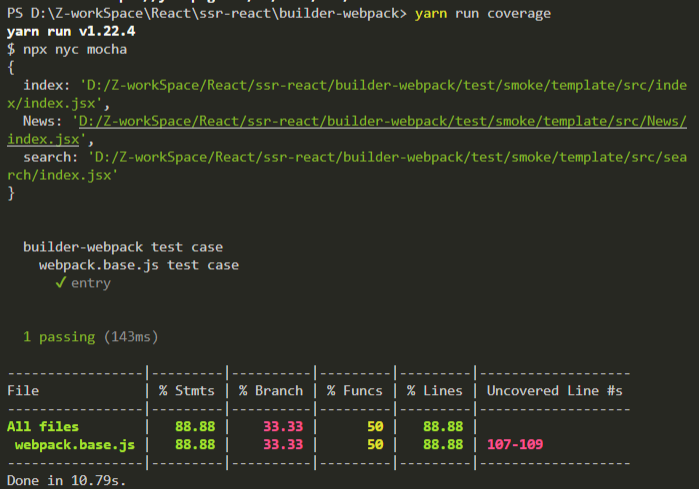 PS D:\Z-workSpace\React\ssr-react\builder-webpack> yarn run coverage
yarn run v1.22.4
$ npx nyc mocha
{
  index: 'D:/Z-workSpace/React/ssr-react/builder-webpack/test/smoke/template/src/inde
x/index.jsx',
  News: 'D:/Z-workSpace/React/ssr-react/builder-webpack/test/smoke/template/src/News/
index.jsx',
  search: 'D:/Z-workSpace/React/ssr-react/builder-webpack/test/smoke/template/src/sea
rch/index.jsx'
}
  builder-webpack test case
    webpack.base.js test case
      ✓ entry
  1 passing (143ms)
-----------------|---------|----------|---------|---------|-------------------
File             | % Stmts | % Branch | % Funcs | % Lines | Uncovered Line #s
-----------------|---------|----------|---------|---------|-------------------
All files        |   88.88 |    33.33 |      50 |   88.88 |
 webpack.base.js |   88.88 |    33.33 |      50 |   88.88 | 107-109
-----------------|---------|----------|---------|---------|-------------------
Done in 10.79s.